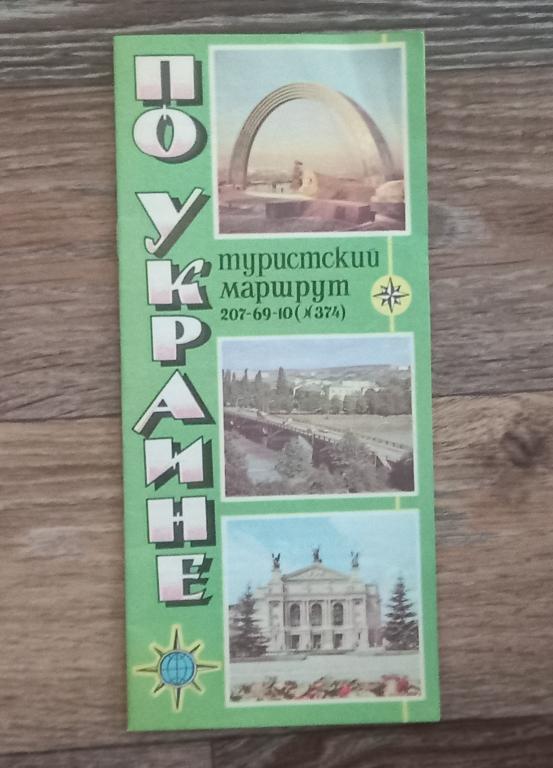 ПО УКРАИНЕ
туристский
маршрут
207-69-10 (№374)